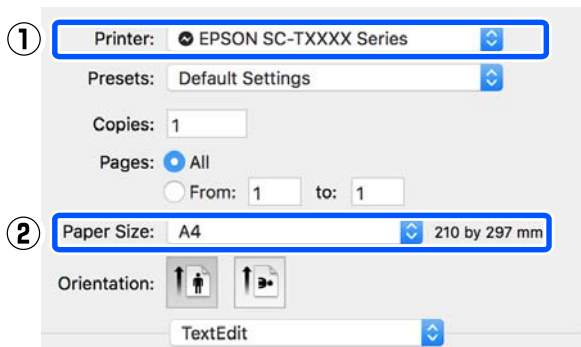 ① Printer: EPSON SC-TXXXX Series
Presets: Default Settings
Copies: 1
Pages: All
From: 1 to: 1
② Paper Size: A4 210 by 297 mm
Orientation:
TextEdit